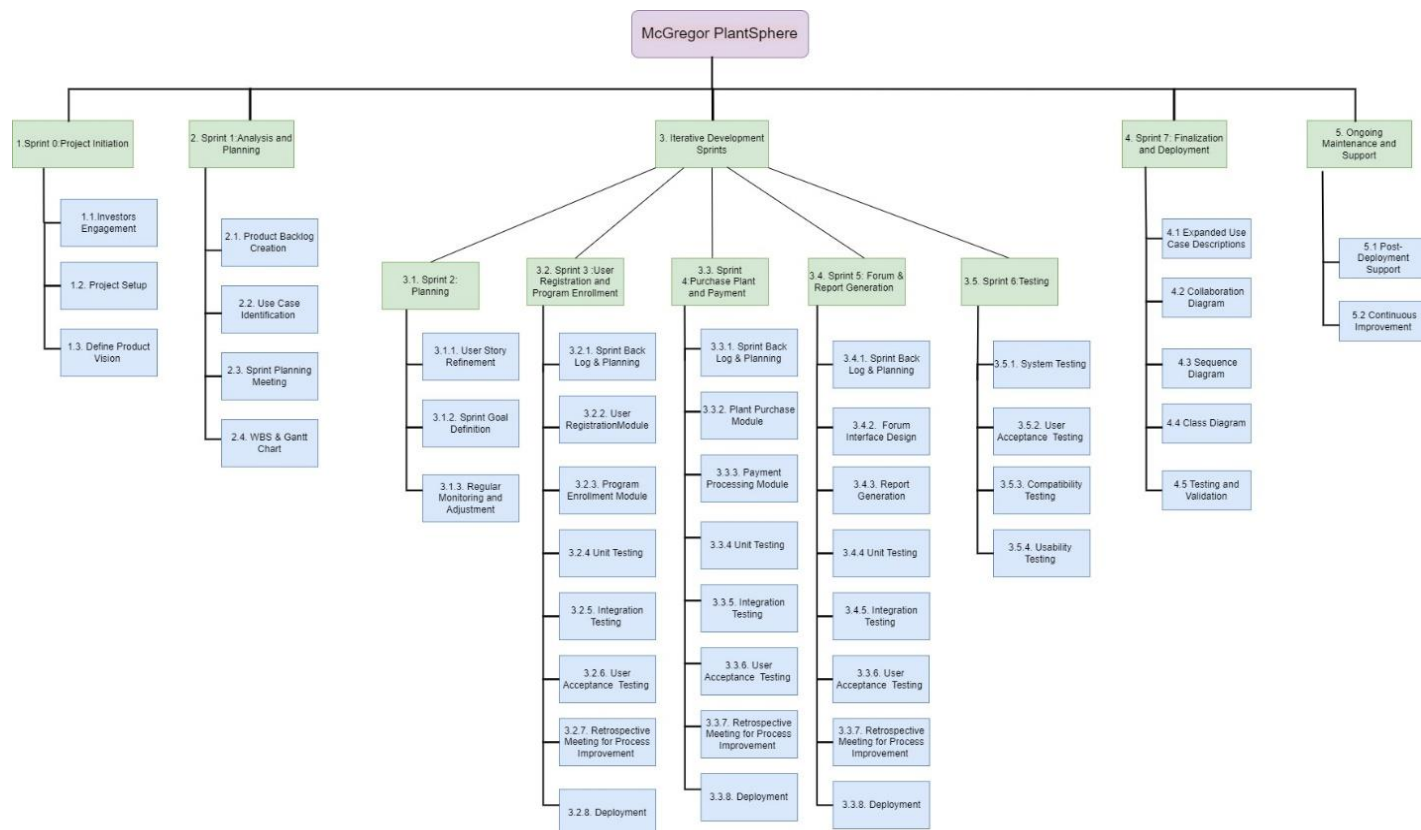 McGregor PlantSphere
1.Sprint 0:Project Initiation
1.1.Investors
Engagement
1.2. Project Setup
1.3. Define Product
Vision
2. Sprint 1:Analysis and
Planning
2.1. Product Backlog
Creation
2.2. Use Case
Identification
2.3. Sprint Planning
Meeting
2.4. WBS & Gantt
Chart
3. Iterative Development
Sprints
3.1. Sprint 2:
Planning
3.1.1. User Story
Refinement
3.1.2. Sprint Goal
Definition
3.1.3. Regular
Monitoring and
Adjustment
3.2. Sprint 3 :User
Registration and
Program Enrollment
3.2.1. Sprint Back
Log & Planning
3.2.2. User
RegistrationModule
3.2.3. Program
Enrollment Module
3.2.4 Unit Testing
3.2.5. Integration
Testing
3.2.6. User
Acceptance Testing
3.2.7. Retrospective
Meeting for Process
Improvement
3.2.8. Deployment
3.3. Sprint
4.Purchase Plant
and Payment
3.3.1. Sprint Back
Log & Planning
3.3.2. Plant Purchase
Module
3.3.3. Payment
Processing Module
3.3.4 Unit Testing
3.3.5. Integration
Testing
3.3.6. User
Acceptance Testing
3.3.7. Retrospective
Meeting for Process
Improvement
3.3.8. Deployment
3.4. Sprint 5: Forum &
Report Generation
3.4.1. Sprint Back
Log & Planning
3.4.2. Forum
Interface Design
3.4.3. Report
Generation
3.4.4 Unit Testing
3.4.5. Integration
Testing
3.3.6. User
Acceptance Testing
3.3.7. Retrospective
Meeting for Process
Improvement
3.3.8. Deployment
3.5. Sprint 6:Testing
3.5.1. System Testing
3.5.2. User
Acceptance Testing
3.5.3. Compatibility
Testing
3.5.4. Usability
Testing
4. Sprint 7: Finalization
and Deployment
4.1 Expanded Use
Case Descriptions
4.2 Collaboration
Diagram
4.3 Sequence
Diagram
4.4 Class Diagram
4.5 Testing and
Validation
5. Ongoing
Maintenance and
Support
5.1 Post-
Deployment
Support
5.2 Continuous
Improvement